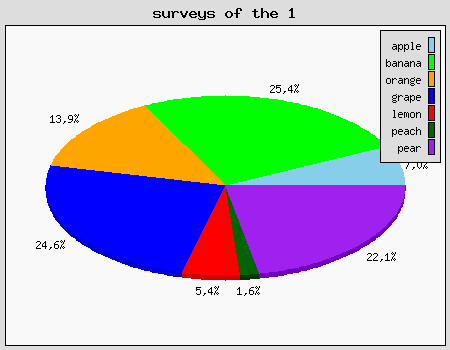 surveys of the 1
apple
banana
orange
grape
lemon
peach
pear
25,4%
13,9%
7,0%
24,6%
22,1%
5,4%
1,6%